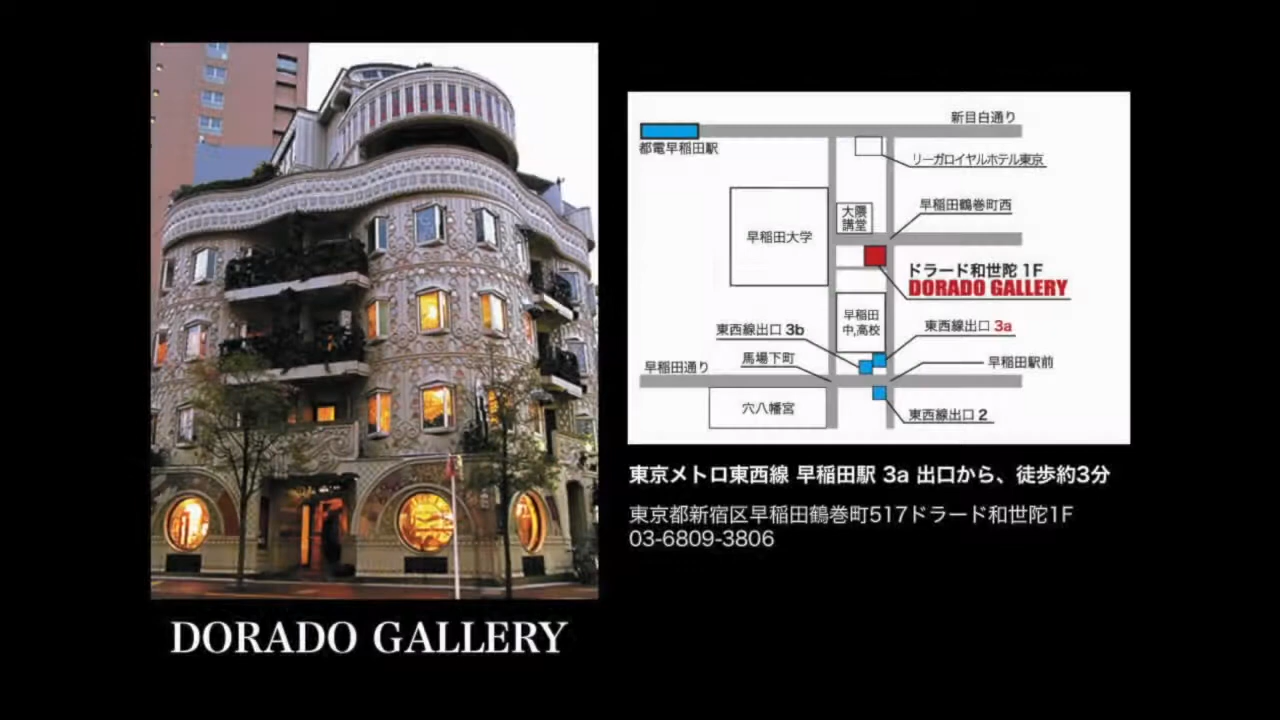 DORADO GALLERY
新目白通り
都電早稲田駅
リーガロイヤルホテル東京
早稲田鶴巻町西
大隈
講堂
早稲田大学
ドラード和世陀 1F
DORADO GALLERY
早稲田
中,高校
東西線出口 3b
東西線出口 3a
馬場下町
早稲田通り
早稲田駅前
穴八幡宮
東西線出口 2
東京メトロ東西線 早稲田駅 3a 出口から、徒歩約3分
東京都新宿区早稲田鶴巻町517ドラード和世陀1F
03-6809-3806